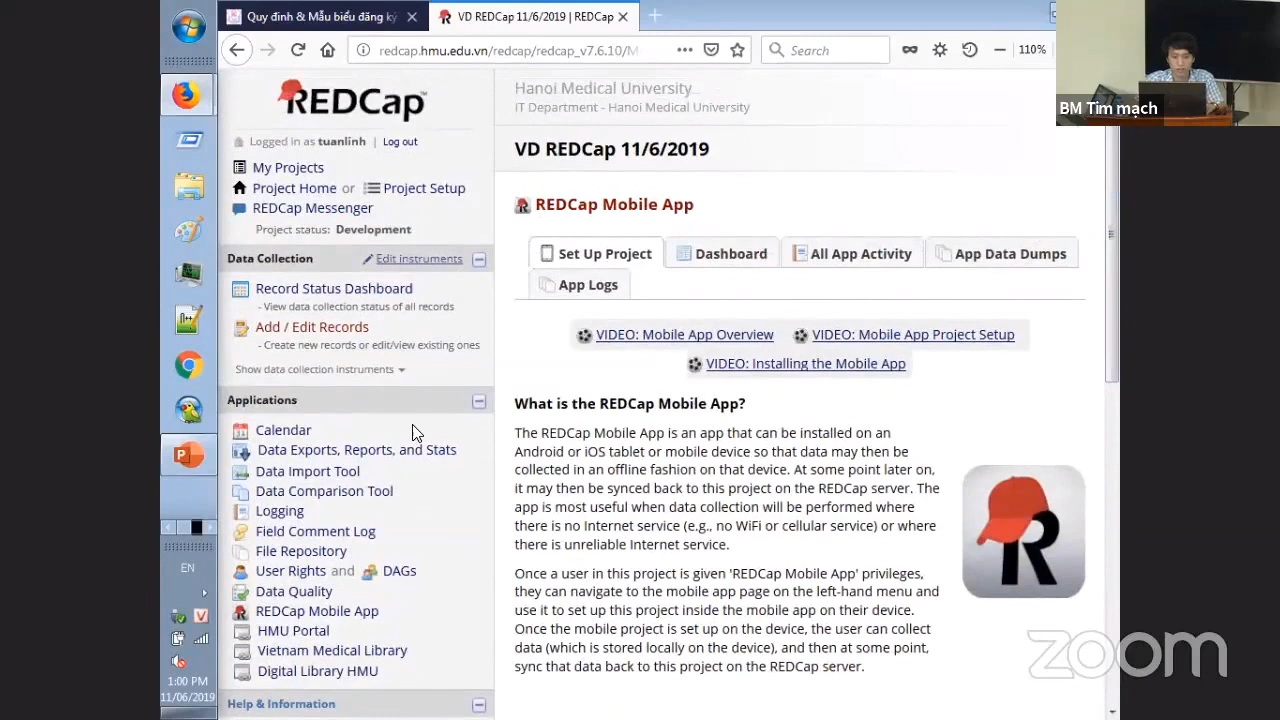 Quy định & Mẫu biểu đăng ký
VD REDCap 11/6/2019 | REDCap
redcap.hmu.edu.vn/redcap/redcap_v7.6.10/M
Search
110%
BM Tim mạch
REDCap
Logged in as tuanlinh | Log out
My Projects
Project Home or Project Setup
REDCap Messenger
Project status: Development
Data Collection
Edit instruments
Record Status Dashboard
- View data collection status of all records
Add / Edit Records
- Create new records or edit/view existing ones
Show data collection instruments
Applications
Calendar
Data Exports, Reports, and Stats
Data Import Tool
Data Comparison Tool
Logging
Field Comment Log
File Repository
User Rights and DAGs
Data Quality
REDCap Mobile App
HMU Portal
Vietnam Medical Library
Digital Library HMU
Help & Information
Hanoi Medical University
IT Department - Hanoi Medical University
VD REDCap 11/6/2019
REDCap Mobile App
Set Up Project
Dashboard
All App Activity
App Data Dumps
App Logs
VIDEO: Mobile App Overview
VIDEO: Mobile App Project Setup
VIDEO: Installing the Mobile App
What is the REDCap Mobile App?
The REDCap Mobile App is an app that can be installed on an
Android or iOS tablet or mobile device so that data may then be
collected in an offline fashion on that device. At some point later on,
it may then be synced back to this project on the REDCap server. The
app is most useful when data collection will be performed where
there is no Internet service (e.g., no WiFi or cellular service) or where
there is unreliable Internet service.
Once a user in this project is given 'REDCap Mobile App' privileges,
they can navigate to the mobile app page on the left-hand menu and
use it to set up this project inside the mobile app on their device.
Once the mobile project is set up on the device, the user can collect
data (which is stored locally on the device), and then at some point,
sync that data back to this project on the REDCap server.
EN
1:00 PM
11/06/2019
zoom